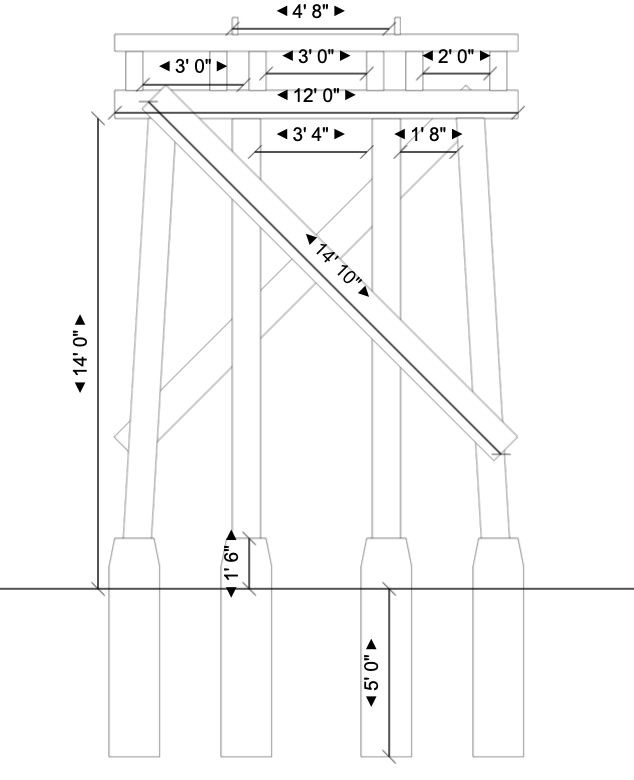 ◄ 4' 8" ►
◄ 3' 0" ►
◄ 2' 0" ►
◄ 3' 0" ►
◄ 12' 0" ►
◄ 3' 4" ►
◄ 1' 8" ►
◄ 14' 10" ►
◄ 14' 0" ►
◄ 1' 6" ►
◄ 5' 0" ►